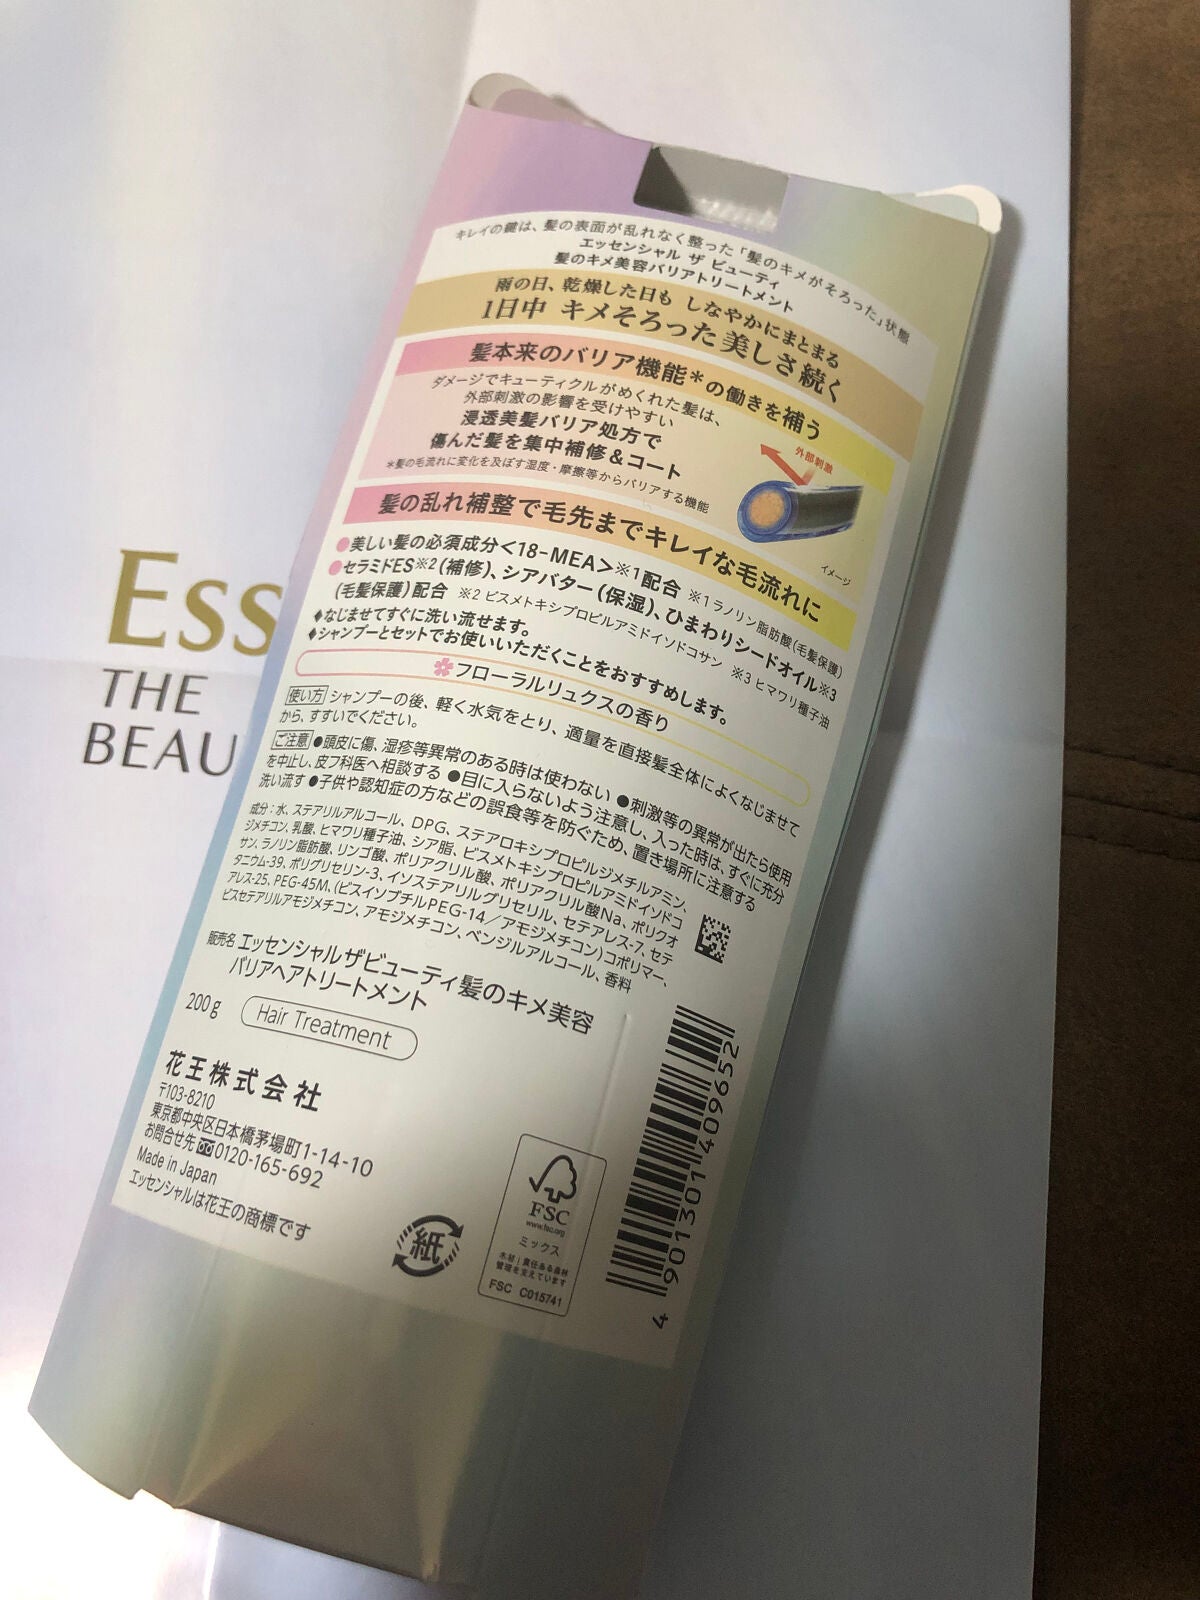 キレイの鍵は、髪の表面が乱れなく整った「髪のキメがそろった」状態
エッセンシャル ザ ビューティ
髪のキメ美容バリアトリートメント
雨の日、乾燥した日も しなやかにまとまる
1日中 キメそろった美しさ続く
髪本来のバリア機能*の働きを補う
ダメージでキューティクルがめくれた髪は、
外部刺激の影響を受けやすい
浸透美髪バリア処方で
傷んだ髪を集中補修&コート
*髪の毛流れに変化を及ぼす湿度・摩擦等からバリアする機能
外部刺激
イメージ
髪の乱れ補整で毛先までキレイな毛流れに
●美しい髪の必須成分<18-MEA>※1配合 ※1 ラノリン脂肪酸(毛髪保護)
●セラミドES※2(補修)、シアバター(保湿)、ひまわりシードオイル※3
(毛髪保護)配合 ※2 ビスメトキシプロピルアミドイソドコサン ※3 ヒマワリ種子油
◆なじませてすぐに洗い流せます。
◆シャンプーとセットでお使いいただくことをおすすめします。
フローラルリュクスの香り
使い方 シャンプーの後、軽く水気をとり、適量を直接髪全体によくなじませて
から、すすいでください。
ご注意 ●頭皮に傷、湿疹等異常のある時は使わない ●刺激等の異常が出たら使用
を中止し、皮フ科医へ相談する ●目に入らないよう注意し、入った時は、すぐに充分
洗い流す ●子供や認知症の方などの誤食等を防ぐため、置き場所に注意する
成分:水、ステアリルアルコール、DPG、ステアロキシプロピルジメチルアミン、
ジメチコン、乳酸、ヒマワリ種子油、シア脂、ビスメトキシプロピルアミドイソドコ
サン、ラノリン脂肪酸、リンゴ酸、ポリアクリル酸、ポリアクリル酸Na、ポリクオ
タニウム-39、ポリグリセリン-3、イソステアリルグリセリル、セテアレス-7、セテ
アレス-25、PEG-45M、(ビスイソブチルPEG-14/アモジメチコン)コポリマー、
ビスセテアリルアモジメチコン、アモジメチコン、ベンジルアルコール、香料
販売名 エッセンシャルザビューティ髪のキメ美容
バリアヘアトリートメント
200g Hair Treatment
花王株式会社
〒103-8210
東京都中央区日本橋茅場町1-14-10
お問合せ先 0120-165-692
Made in Japan
エッセンシャルは花王の商標です
紙
FSC
www.fsc.org
ミックス
木材|責任ある森林
管理を支えています
FSC C015741
4 901301 409652
ESS
THE
BEAU